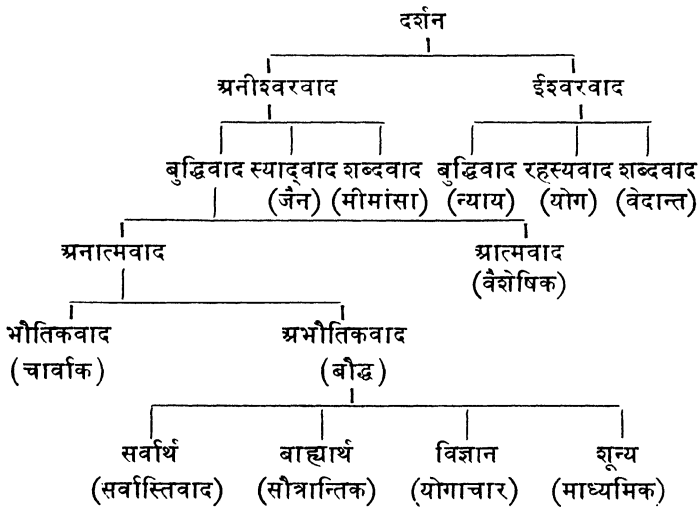 दर्शन
अनीश्वरवाद ईश्वरवाद
बुद्धिवाद स्याद्वाद शब्दवाद बुद्धिवाद रहस्यवाद शब्दवाद
(जैन) (मीमांसा) (न्याय) (योग) (वेदान्त)
अनात्मवाद आत्मवाद
(वैशेषिक)
भौतिकवाद अभौतिकवाद
(चार्वाक) (बौद्ध)
सर्वार्थ बाह्यार्थ विज्ञान शून्य
(सर्वास्तिवाद) (सौत्रान्तिक) (योगाचार) (माध्यमिक)